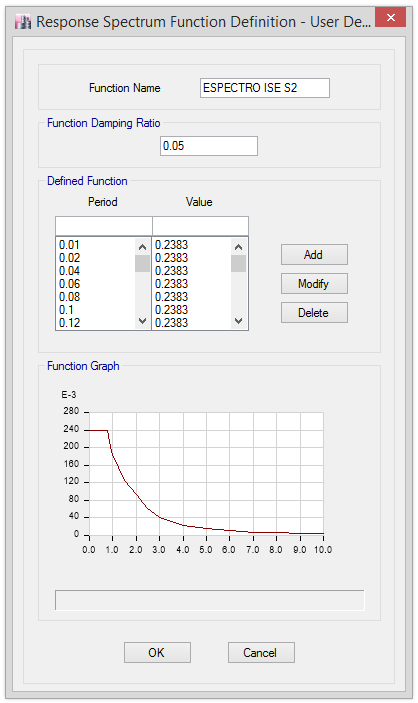 Response Spectrum Function Definition - User De...
Function Name
ESPECTRO ISE S2
Function Damping Ratio
0.05
Defined Function
Period Value
0.01 0.2383
0.02 0.2383
0.04 0.2383
0.06 0.2383
0.08 0.2383
0.1 0.2383
0.12 0.2383
Add
Modify
Delete
Function Graph
E-3
280
240
200
160
120
80
40
0
0.0 1.0 2.0 3.0 4.0 5.0 6.0 7.0 8.0 9.0 10.0
OK Cancel